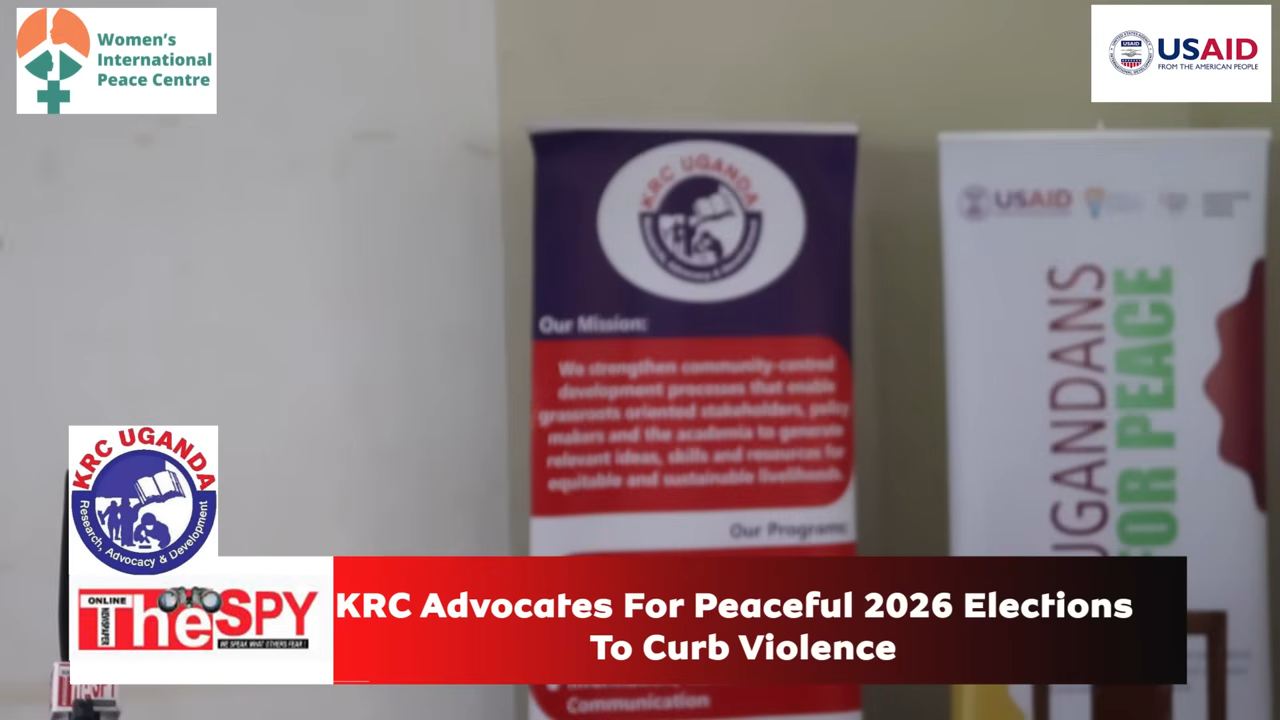 Women's
International
Peace Centre
USAID
FROM THE AMERICAN PEOPLE
KRC UGANDA
Our Mission:
We strengthen community-centred
development processes that enable
grassroots oriented stakeholders, policy
makers and the academia to generate
relevant ideas, skills and resources for
equitable and sustainable livelihoods.
Our Programs:
Communication
USAID
UGANDANS
FOR PEACE
KRC UGANDA
Research, Advocacy & Development
ONLINE
NEWSPAPER
TheSPY
WE SPEAK WHAT OTHERS FEAR!
KRC Advocates For Peaceful 2026 Elections
To Curb Violence